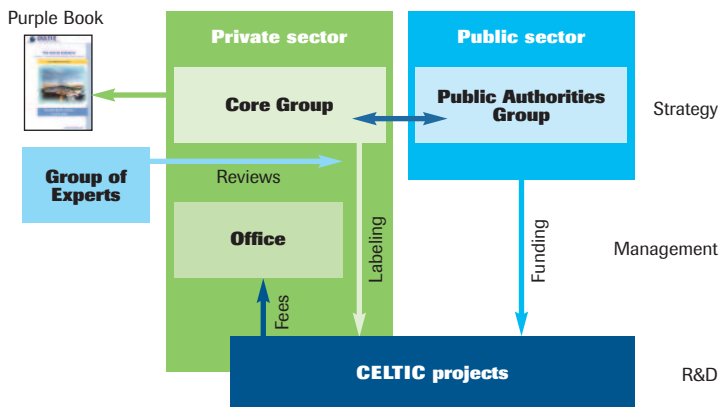 Purple Book
Private sector
Public sector
Core Group
Public Authorities
Group
Strategy
Group of
Experts
Reviews
Office
Labeling
Funding
Management
Fees
CELTIC projects
R&D